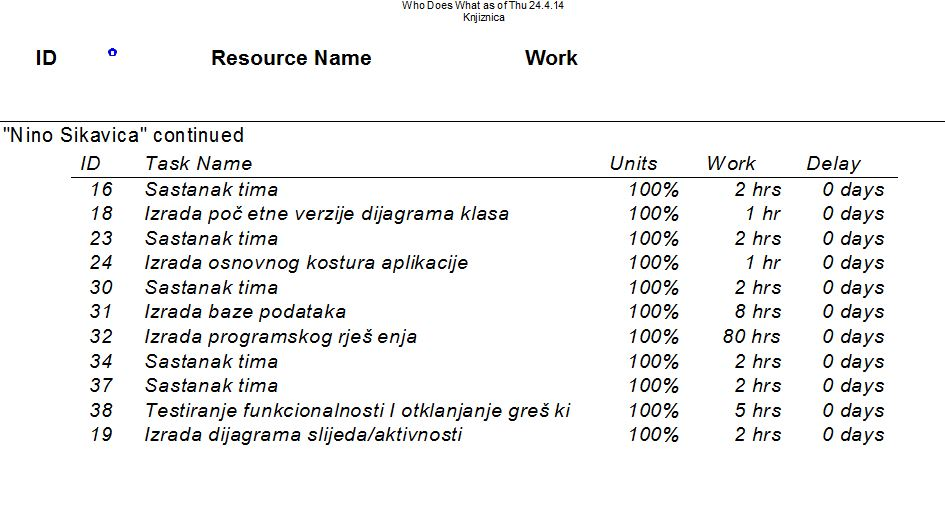 Who Does What as of Thu 24.4.14
Knjiznica
ID Resource Name Work
"Nino Sikavica" continued
ID Task Name Units Work Delay
16 Sastanak tima 100% 2 hrs 0 days
18 Izrada poč etne verzije dijagrama klasa 100% 1 hr 0 days
23 Sastanak tima 100% 2 hrs 0 days
24 Izrada osnovnog kostura aplikacije 100% 1 hr 0 days
30 Sastanak tima 100% 2 hrs 0 days
31 Izrada baze podataka 100% 8 hrs 0 days
32 Izrada programskog rješ enja 100% 80 hrs 0 days
34 Sastanak tima 100% 2 hrs 0 days
37 Sastanak tima 100% 2 hrs 0 days
38 Testiranje funkcionalnosti I otklanjanje greš ki 100% 5 hrs 0 days
19 Izrada dijagrama slijeda/aktivnosti 100% 2 hrs 0 days